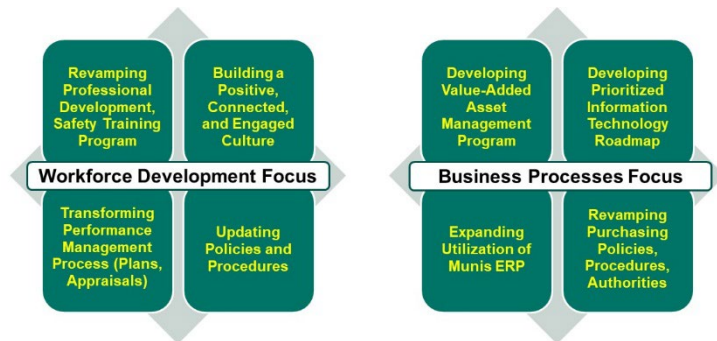 Revamping
Professional
Development,
Safety Training
Program
Building a
Positive,
Connected,
and Engaged
Culture
Workforce Development Focus
Transforming
Performance
Management
Process (Plans,
Appraisals)
Updating
Policies and
Procedures
Developing
Value-Added
Asset
Management
Program
Developing
Prioritized
Information
Technology
Roadmap
Business Processes Focus
Expanding
Utilization of
Munis ERP
Revamping
Purchasing
Policies,
Procedures,
Authorities